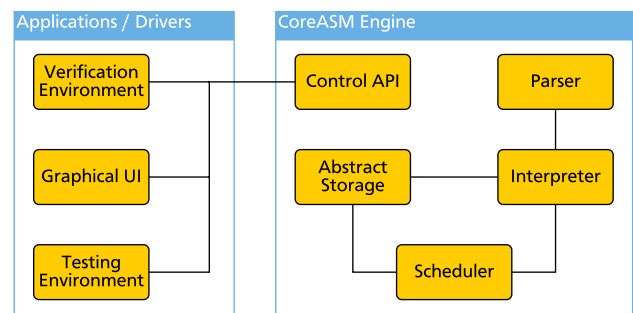 Applications / Drivers
Verification
Environment
Graphical UI
Testing
Environment
CoreASM Engine
Control API
Parser
Abstract
Storage
Interpreter
Scheduler